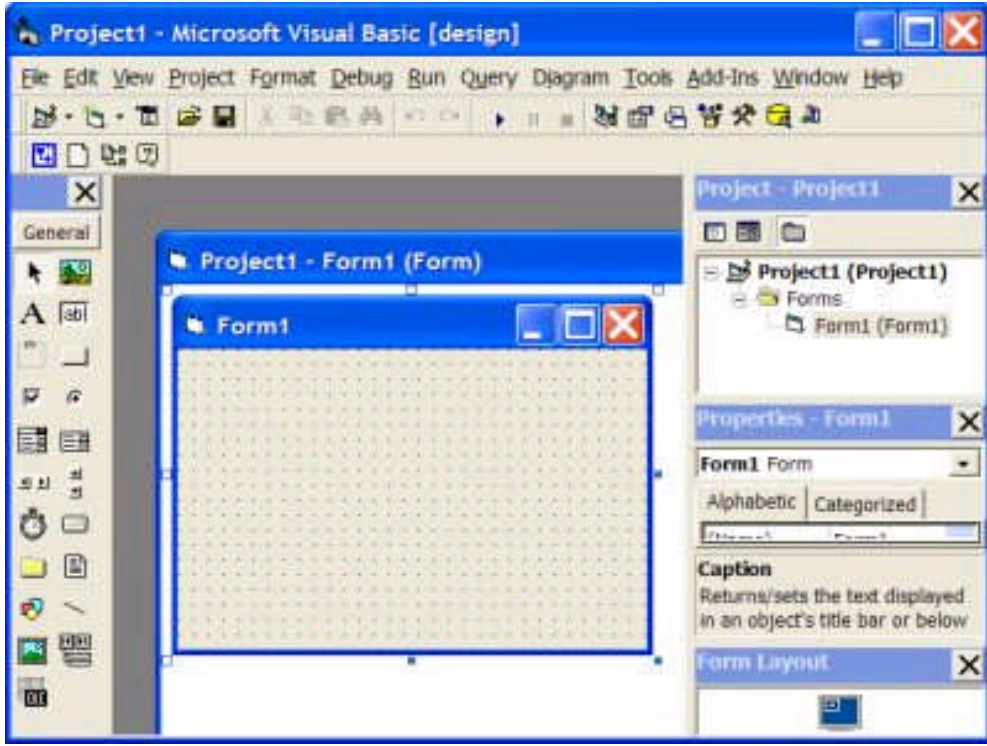 Project1 - Microsoft Visual Basic [design]
File Edit View Project Format Debug Run Query Diagram Tools Add-Ins Window Help
General
A
abl
Project1 - Form1 (Form)
Form1
Project - Project1
Project1 (Project1)
Forms
Form1 (Form1)
Properties - Form1
Form1 Form
Alphabetic Categorized
Caption
Returns/sets the text displayed
in an object's title bar or below
Form Layout